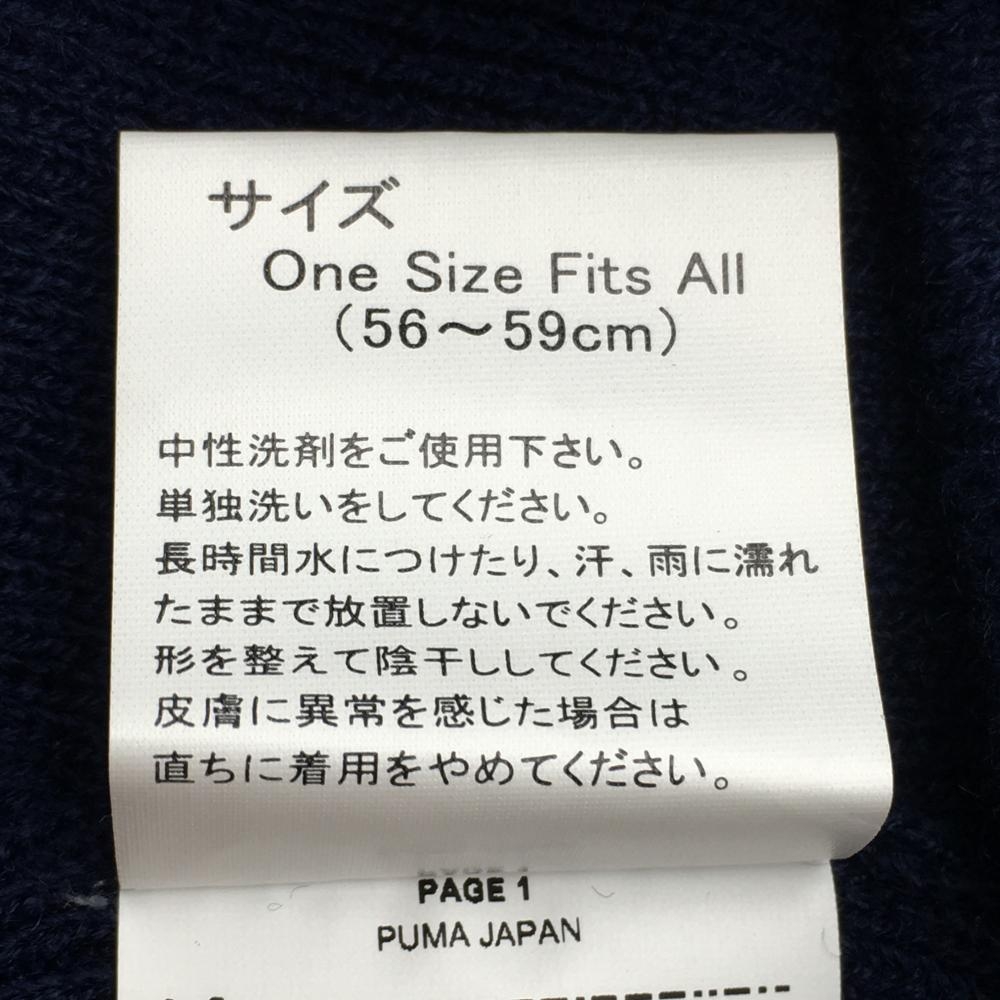 サイズ
One Size Fits All
（56～59cm）
中性洗剤をご使用下さい。
単独洗いをしてください。
長時間水につけたり、汗、雨に濡れ
たままで放置しないでください。
形を整えて陰干ししてください。
皮膚に異常を感じた場合は
直ちに着用をやめてください。
PAGE 1
PUMA JAPAN